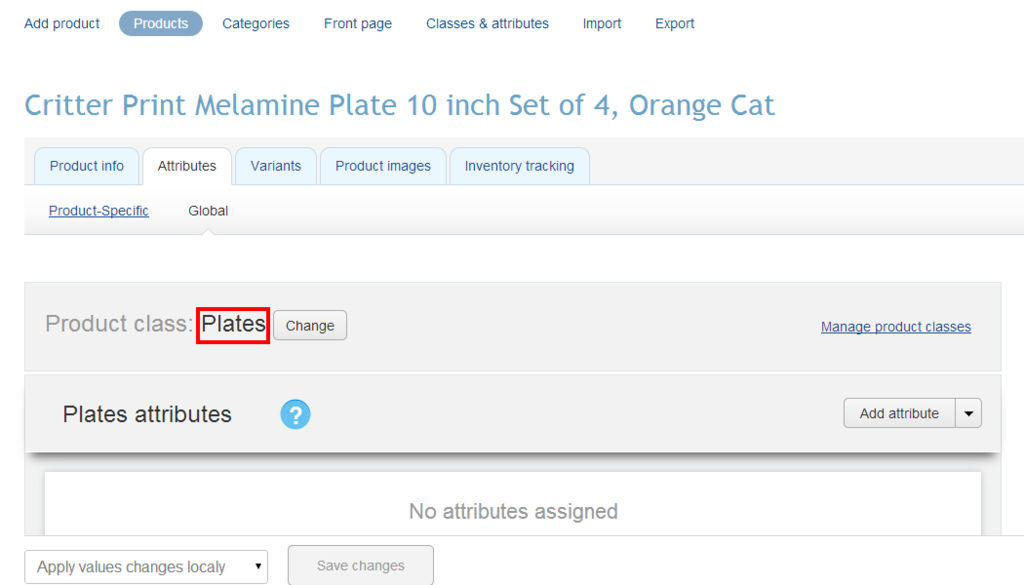 Add product Products Categories Front page Classes & attributes Import Export
Critter Print Melamine Plate 10 inch Set of 4, Orange Cat
Product info Attributes Variants Product images Inventory tracking
Product-Specific Global
Product class: Plates Change Manage product classes
Plates attributes ? Add attribute
No attributes assigned
Apply values changes localy Save changes